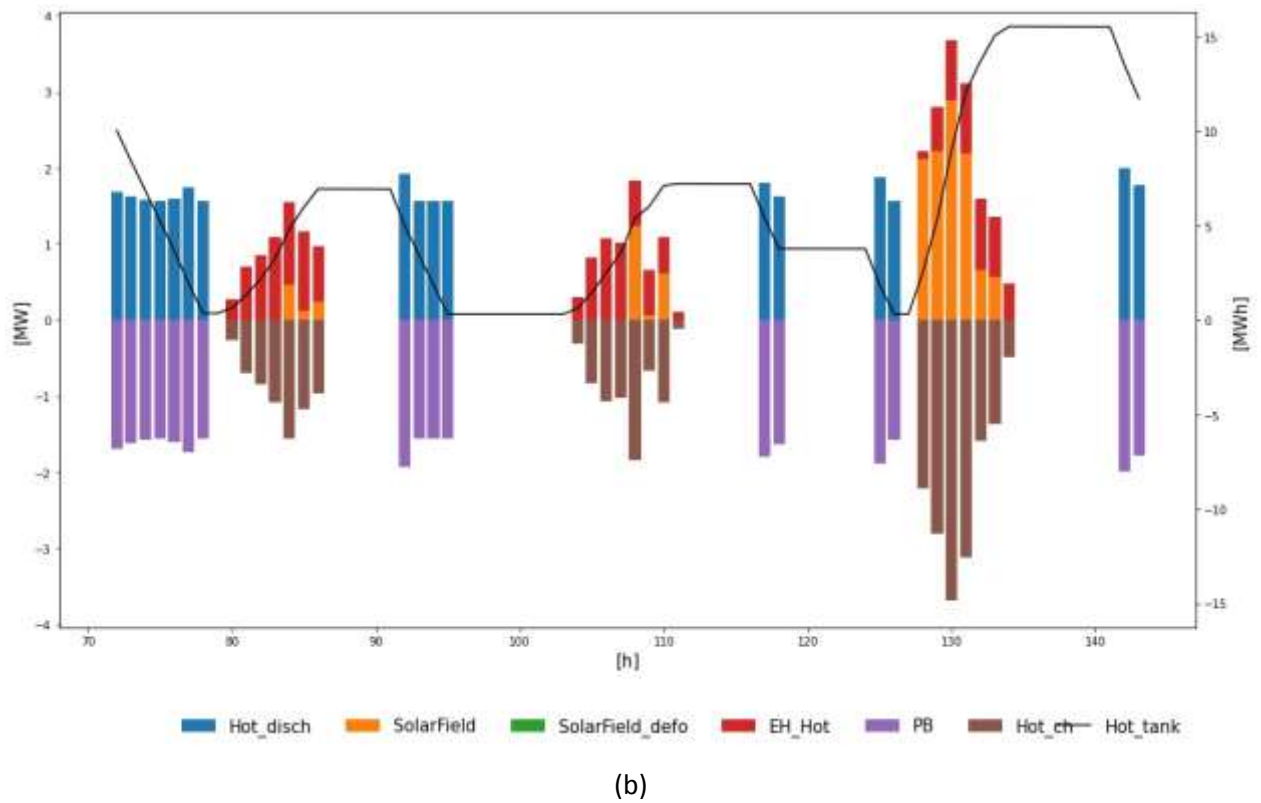 4
3
2
1
0
−1
−2
−3
−4
[MW]
15
10
5
0
−5
−10
−15
[MWh]
70 80 90 100 110 120 130 140
[h]
Hot_disch SolarField SolarField_defo EH_Hot PB Hot_ch Hot_tank
(b)